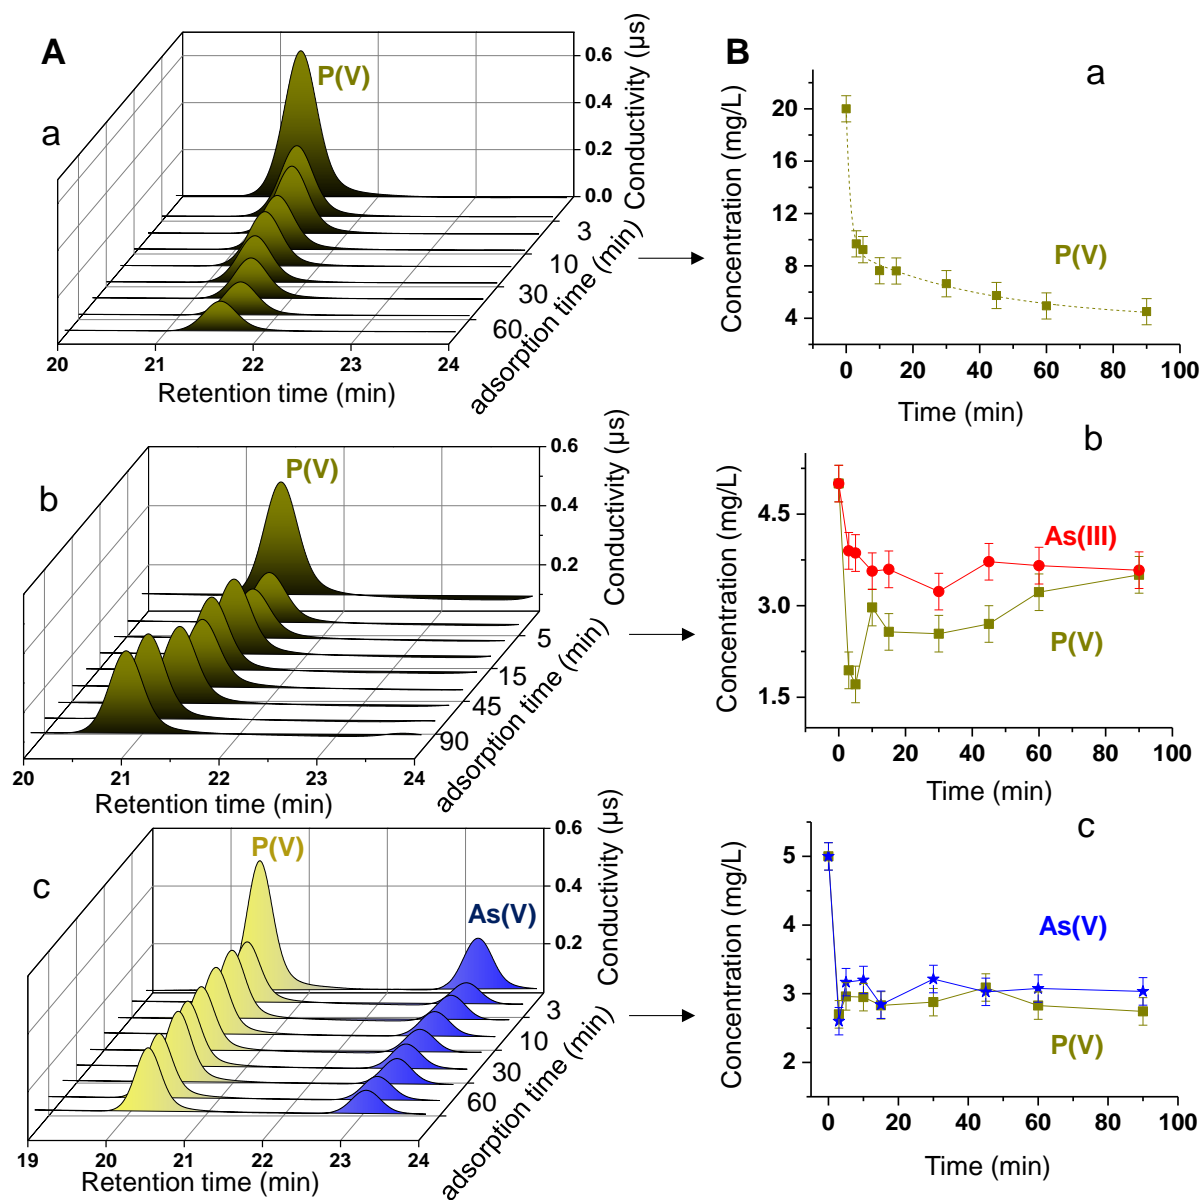 A
a
P(V)
0.6
0.4
0.2
0.0
Conductivity (μs)
3
10
30
60
adsorption time (min)
20
21
22
23
24
Retention time (min)
B
a
20
16
12
8
4
Concentration (mg/L)
P(V)
0
20
40
60
80
100
Time (min)
b
P(V)
0.6
0.4
0.2
Conductivity (μs)
5
15
45
90
adsorption time (min)
20
21
22
23
24
Retention time (min)
b
4.5
3.0
1.5
Concentration (mg/L)
As(III)
P(V)
0
20
40
60
80
100
Time (min)
c
P(V)
As(V)
0.6
0.4
0.2
Conductivity (μs)
3
10
30
60
adsorption time (min)
19
20
21
22
23
24
Retention time (min)
c
5
4
3
2
Concentration (mg/L)
As(V)
P(V)
0
20
40
60
80
100
Time (min)